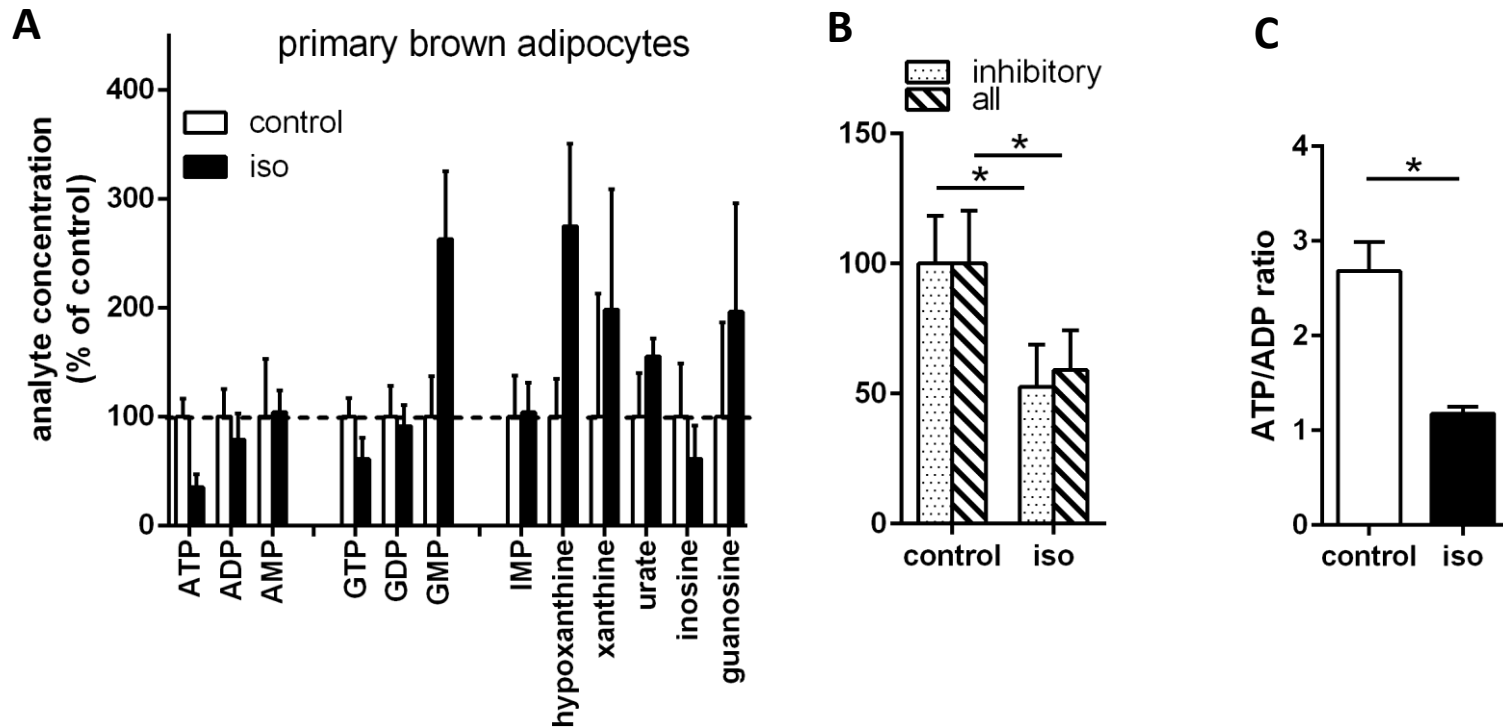 A
primary brown adipocytes
analyte concentration
(% of control)
400
300
200
100
0
control
iso
ATP
ADP
AMP
GTP
GDP
GMP
IMP
hypoxanthine
xanthine
urate
inosine
guanosine
B
inhibitory
all
150
100
50
0
*
*
control
iso
C
ATP/ADP ratio
4
3
2
1
0
*
control
iso